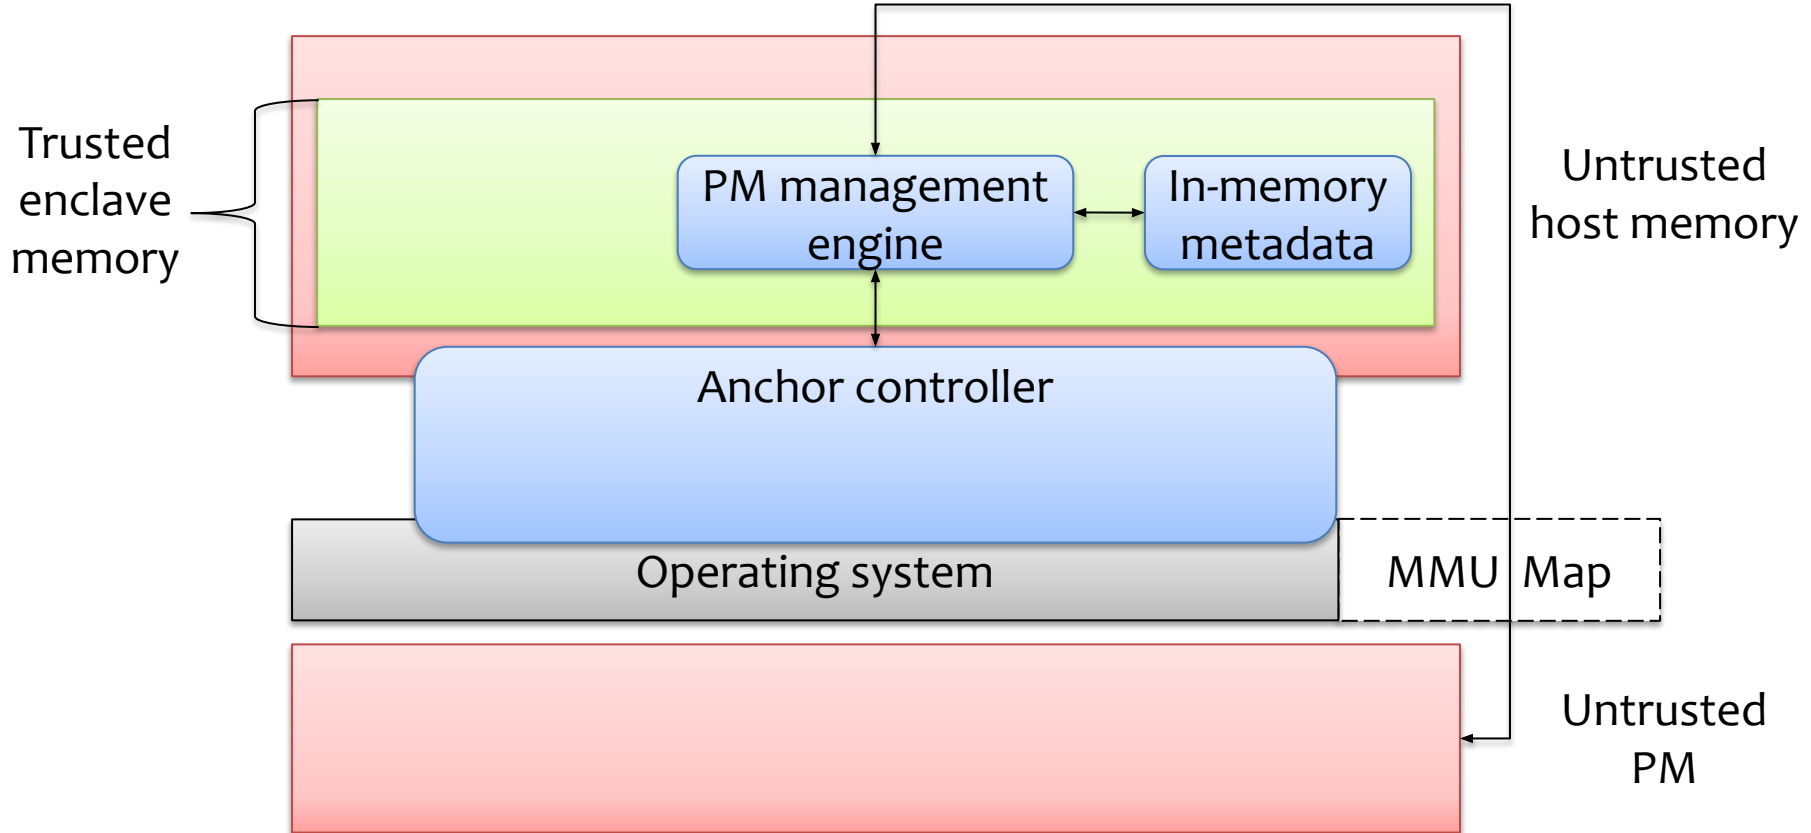 Trusted
enclave
memory
PM management
engine
In-memory
metadata
Untrusted
host memory
Anchor controller
Operating system
MMU Map
Untrusted
PM